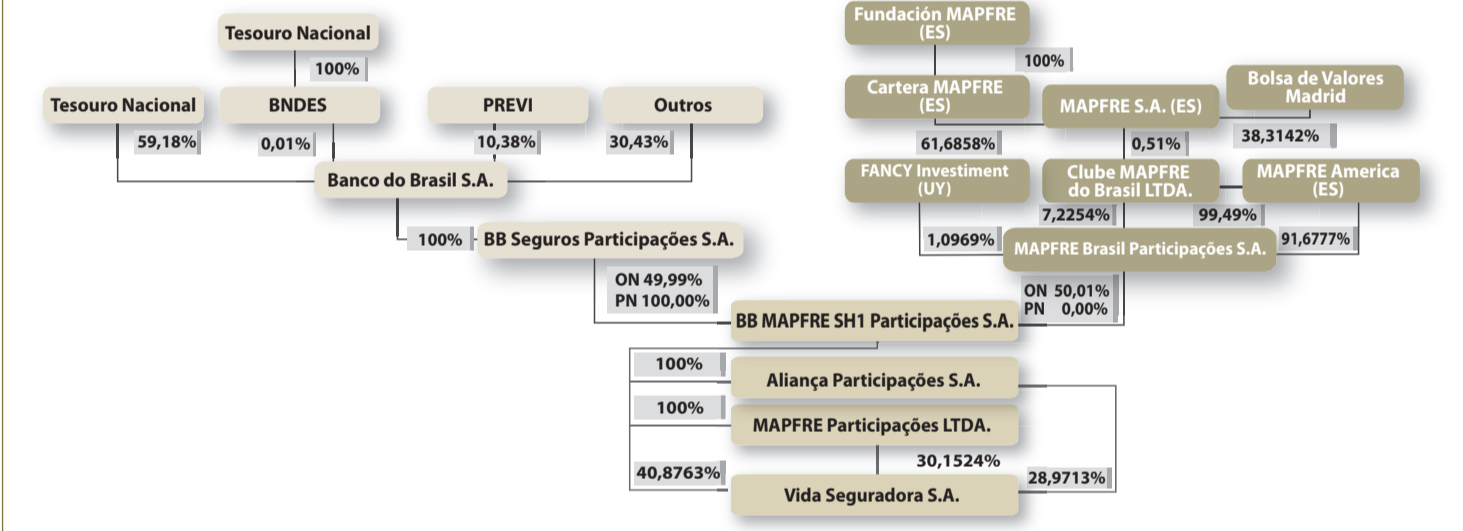 Tesouro Nacional
100%
Tesouro Nacional
BNDES
PREVI
Outros
59,18%
0,01%
10,38%
30,43%
Banco do Brasil S.A.
100%
BB Seguros Participações S.A.
ON 49,99%
PN 100,00%
Fundación MAPFRE
(ES)
100%
Cartera MAPFRE
(ES)
MAPFRE S.A. (ES)
Bolsa de Valores
Madrid
61,6858%
0,51%
38,3142%
FANCY Investiment
(UY)
Clube MAPFRE
do Brasil LTDA.
MAPFRE America
(ES)
7,2254%
99,49%
1,0969%
MAPFRE Brasil Participações S.A.
91,6777%
ON 50,01%
PN 0,00%
BB MAPFRE SH1 Participações S.A.
100%
Aliança Participações S.A.
100%
MAPFRE Participações LTDA.
30,1524%
40,8763%
28,9713%
Vida Seguradora S.A.